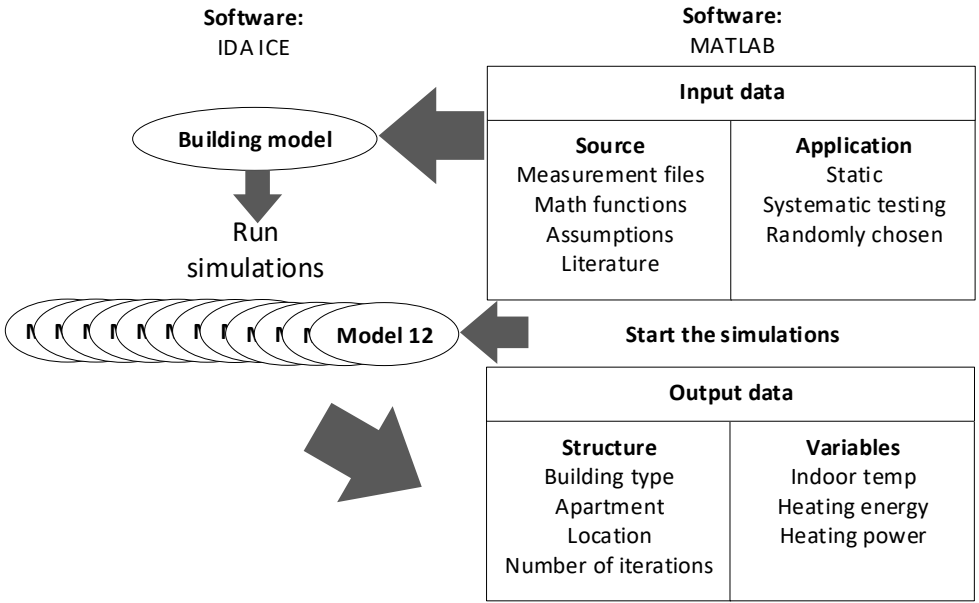 Software:
IDA ICE
Software:
MATLAB
Building model
Run
simulations
M M M M M M M M M M M Model 12
Input data
Source
Measurement files
Math functions
Assumptions
Literature
Application
Static
Systematic testing
Randomly chosen
Start the simulations
Output data
Structure
Building type
Apartment
Location
Number of iterations
Variables
Indoor temp
Heating energy
Heating power